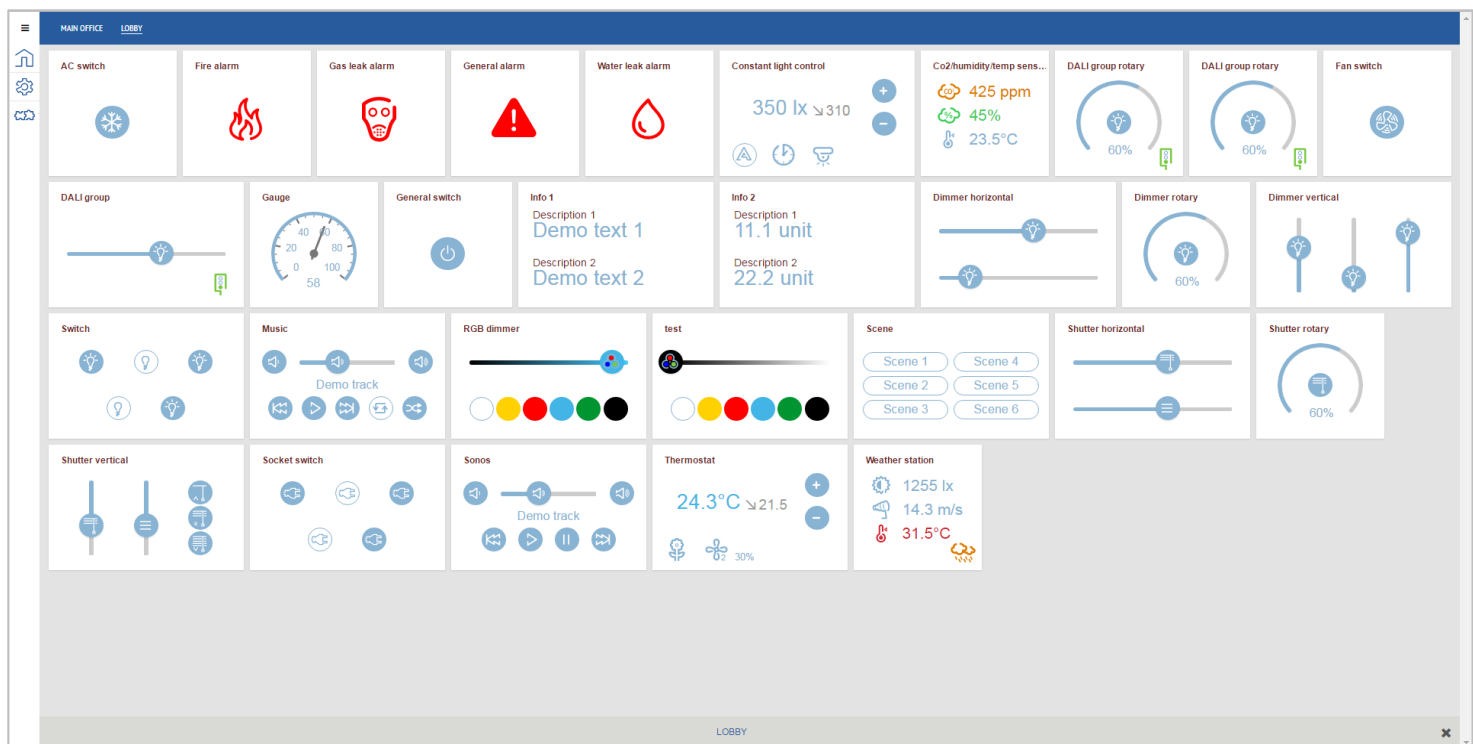 MAIN OFFICE LOBBY
AC switch
Fire alarm
Gas leak alarm
General alarm
Water leak alarm
Constant light control
350 lx 310
Co2/humidity/temp sens...
CO 425 ppm
% 45%
23.5°C
DALI group rotary
60%
DALI group rotary
60%
Fan switch
DALI group
Gauge
0 20 40 60 80 100
58
General switch
Info 1
Description 1
Demo text 1
Description 2
Demo text 2
Info 2
Description 1
11.1 unit
Description 2
22.2 unit
Dimmer horizontal
Dimmer rotary
60%
Dimmer vertical
Switch
Music
Demo track
RGB dimmer
test
Scene
Scene 1 Scene 4
Scene 2 Scene 5
Scene 3 Scene 6
Shutter horizontal
Shutter rotary
60%
Shutter vertical
Socket switch
Sonos
Demo track
Thermostat
24.3°C 21.5
2 30%
Weather station
1255 lx
14.3 m/s
31.5°C
LOBBY